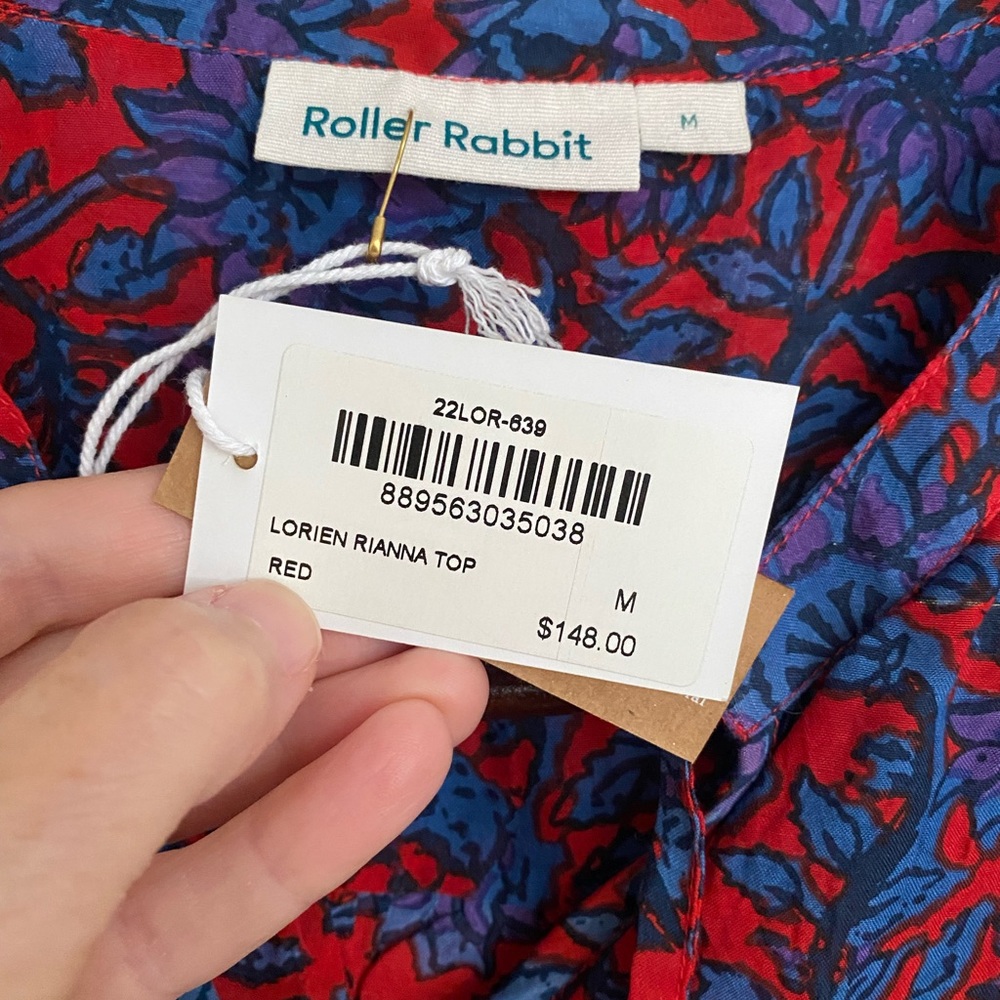 Roller Rabbit
M
22LOR-639
889563035038
LORIEN RIANNA TOP
RED
M
$148.00